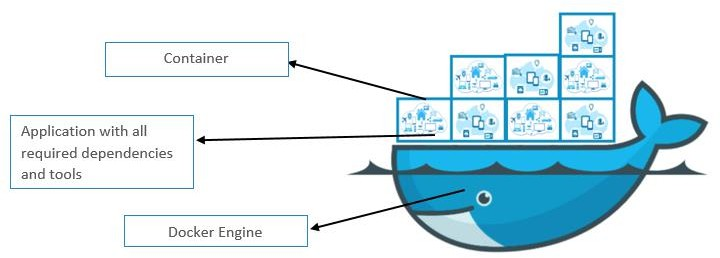 Container
Application with all
required dependencies
and tools
Docker Engine